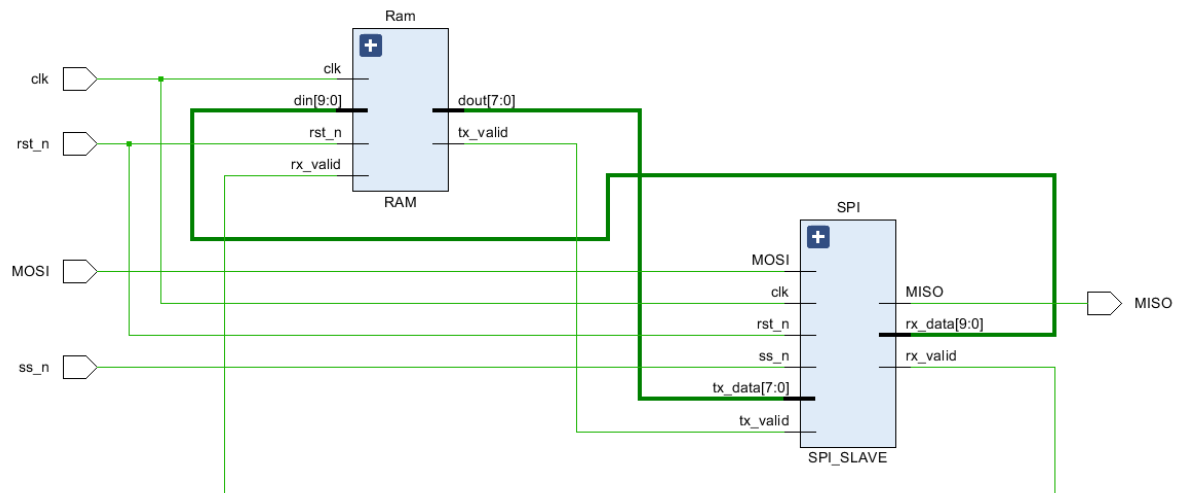 Ram
clk
clk
din[9:0]
dout[7:0]
rst_n
rst_n
tx_valid
rx_valid
RAM
SPI
MOSI
MOSI
clk
MISO
MISO
rst_n
rx_data[9:0]
ss_n
ss_n
rx_valid
tx_data[7:0]
tx_valid
SPI_SLAVE